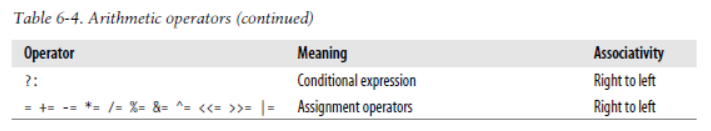 Table 6-4. Arithmetic operators (continued)
Operator Meaning Associativity
?: Conditional expression Right to left
= += -= *= /= %= &= ^= <<= >>= |= Assignment operators Right to left